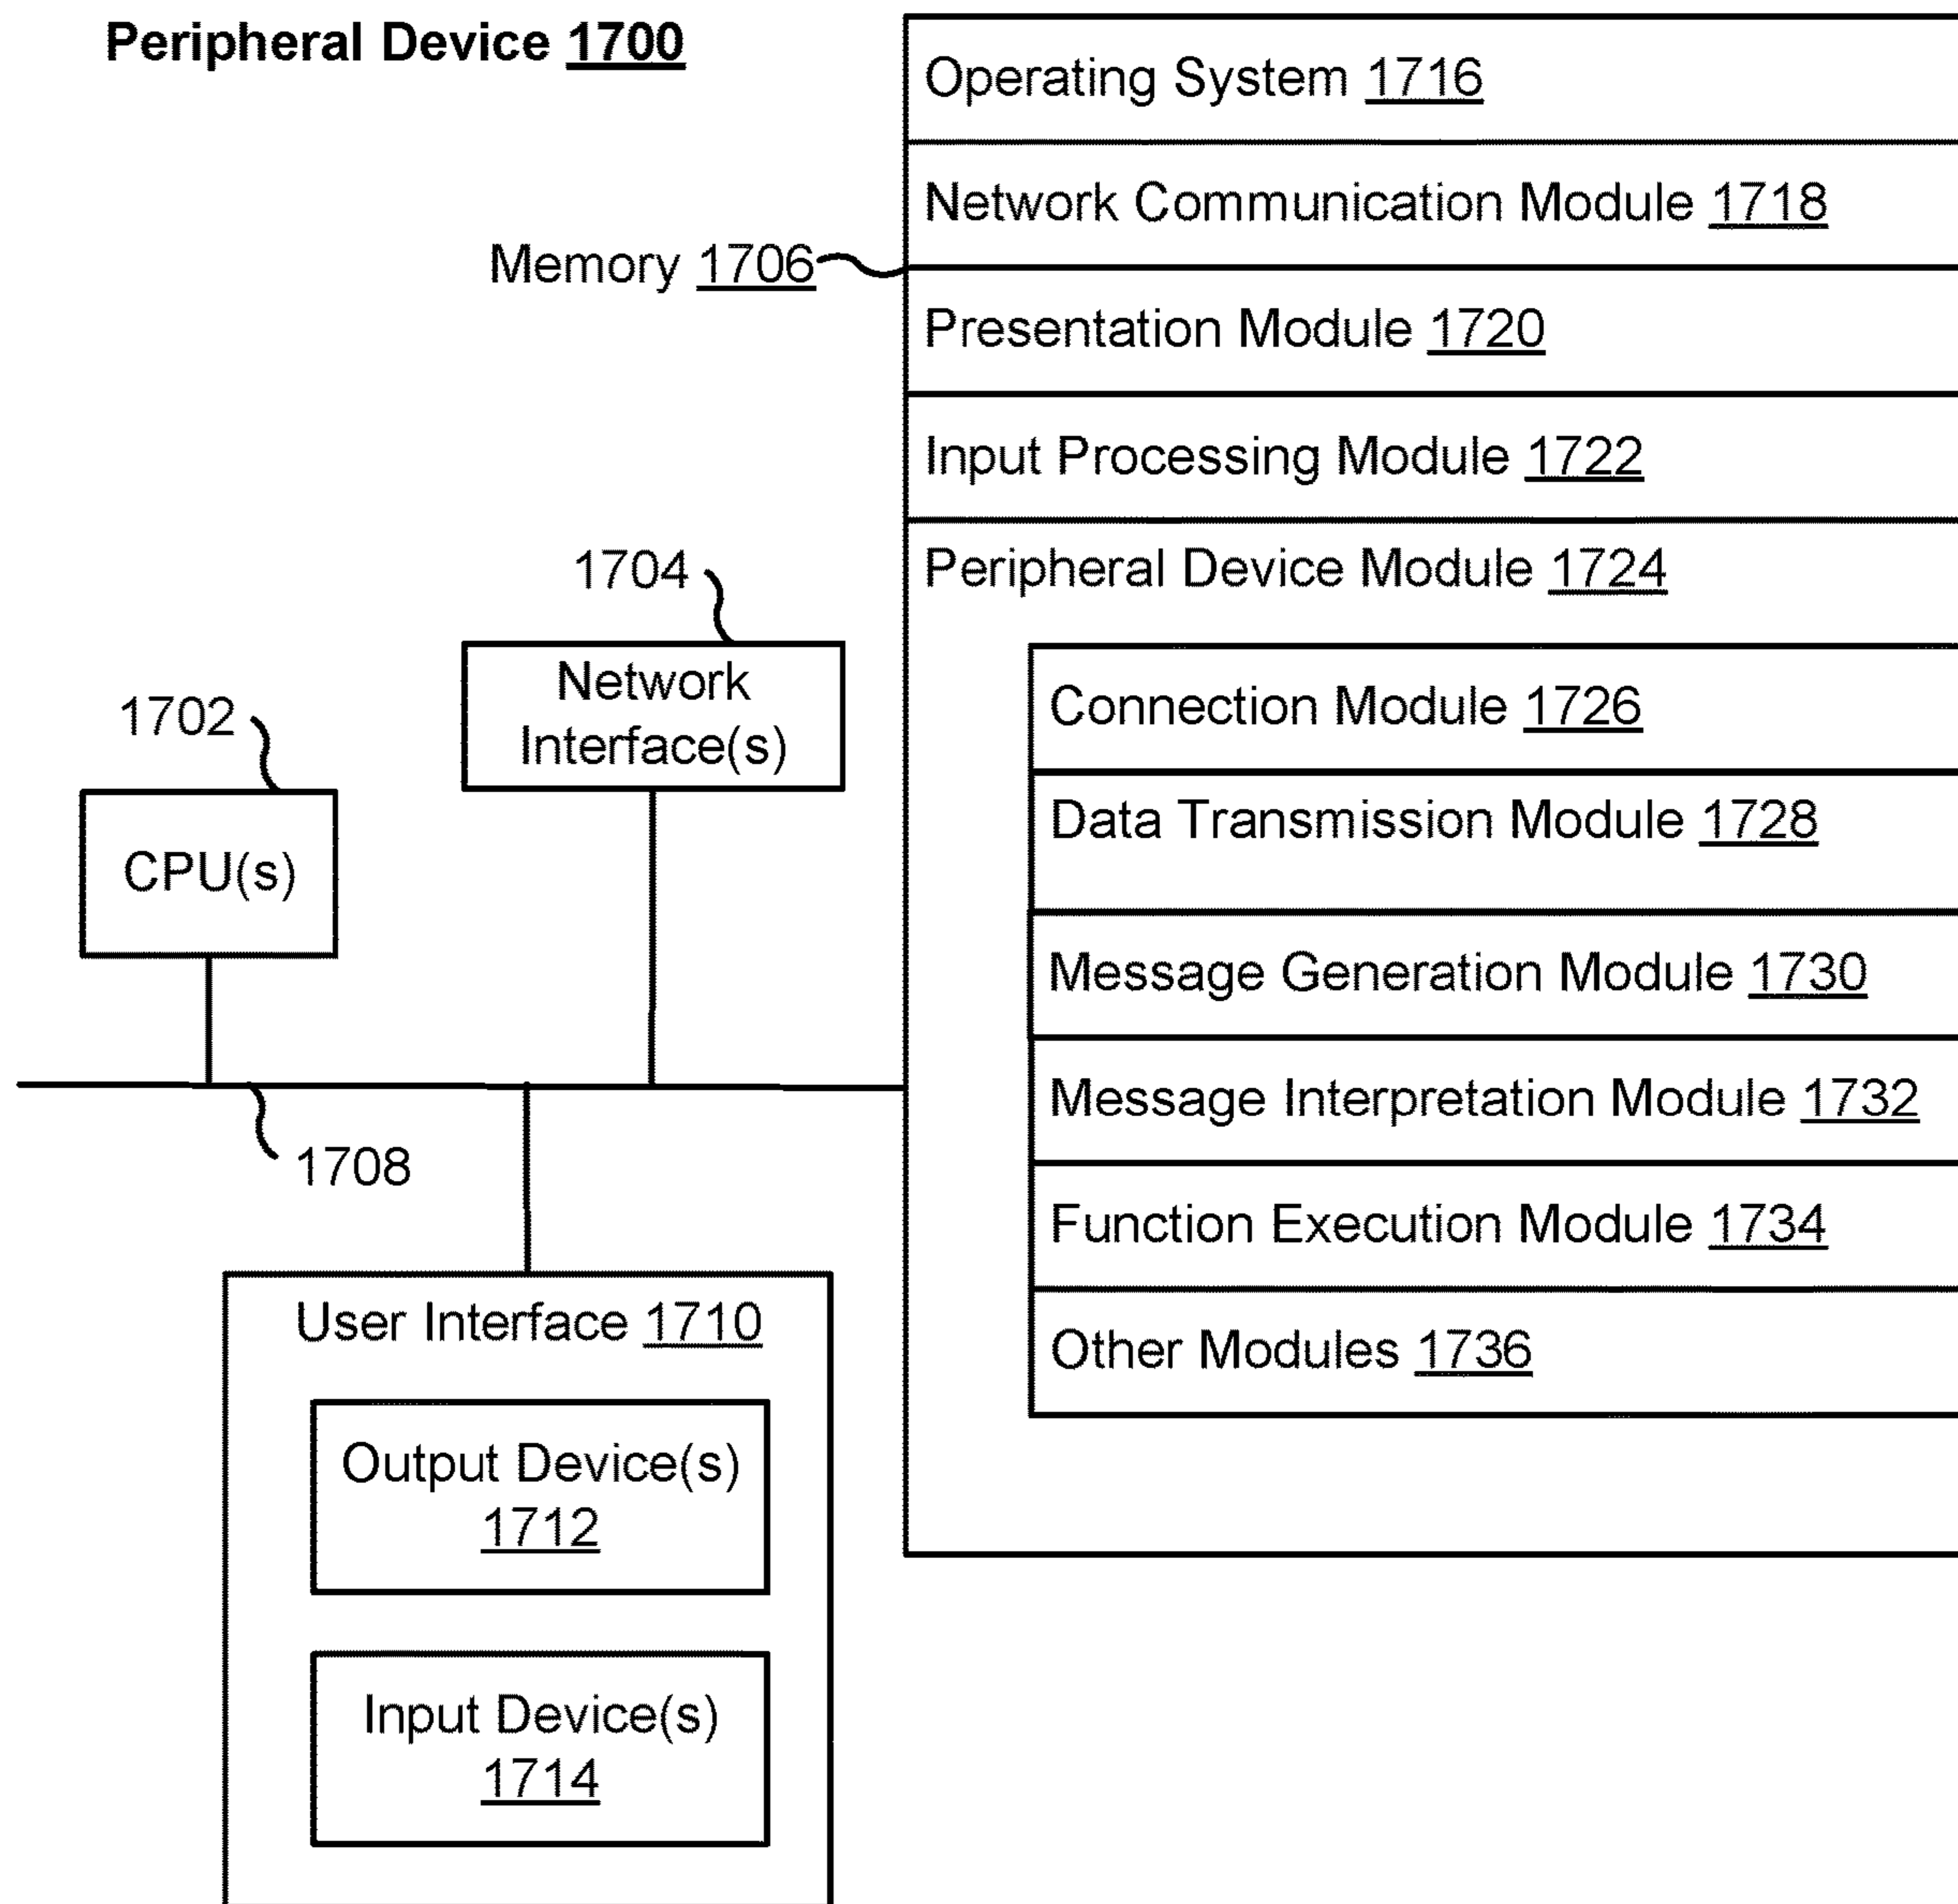 Peripheral Device 1700
Operating System 1716
Network Communication Module 1718
Memory 1706
Presentation Module 1720
Input Processing Module 1722
Peripheral Device Module 1724
Connection Module 1726
Data Transmission Module 1728
Message Generation Module 1730
Message Interpretation Module 1732
Function Execution Module 1734
Other Modules 1736
1704
Network
Interface(s)
1702
CPU(s)
1708
User Interface 1710
Output Device(s)
1712
Input Device(s)
1714